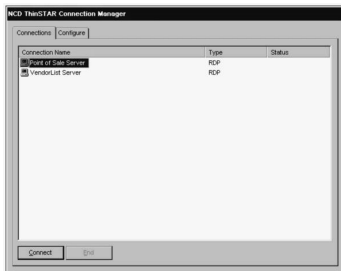 NCD ThinSTAR Connection Manager
Connections Configure
Connection Name Type Status
Point of Sale Server RDP
VendorList Server RDP
Connect End